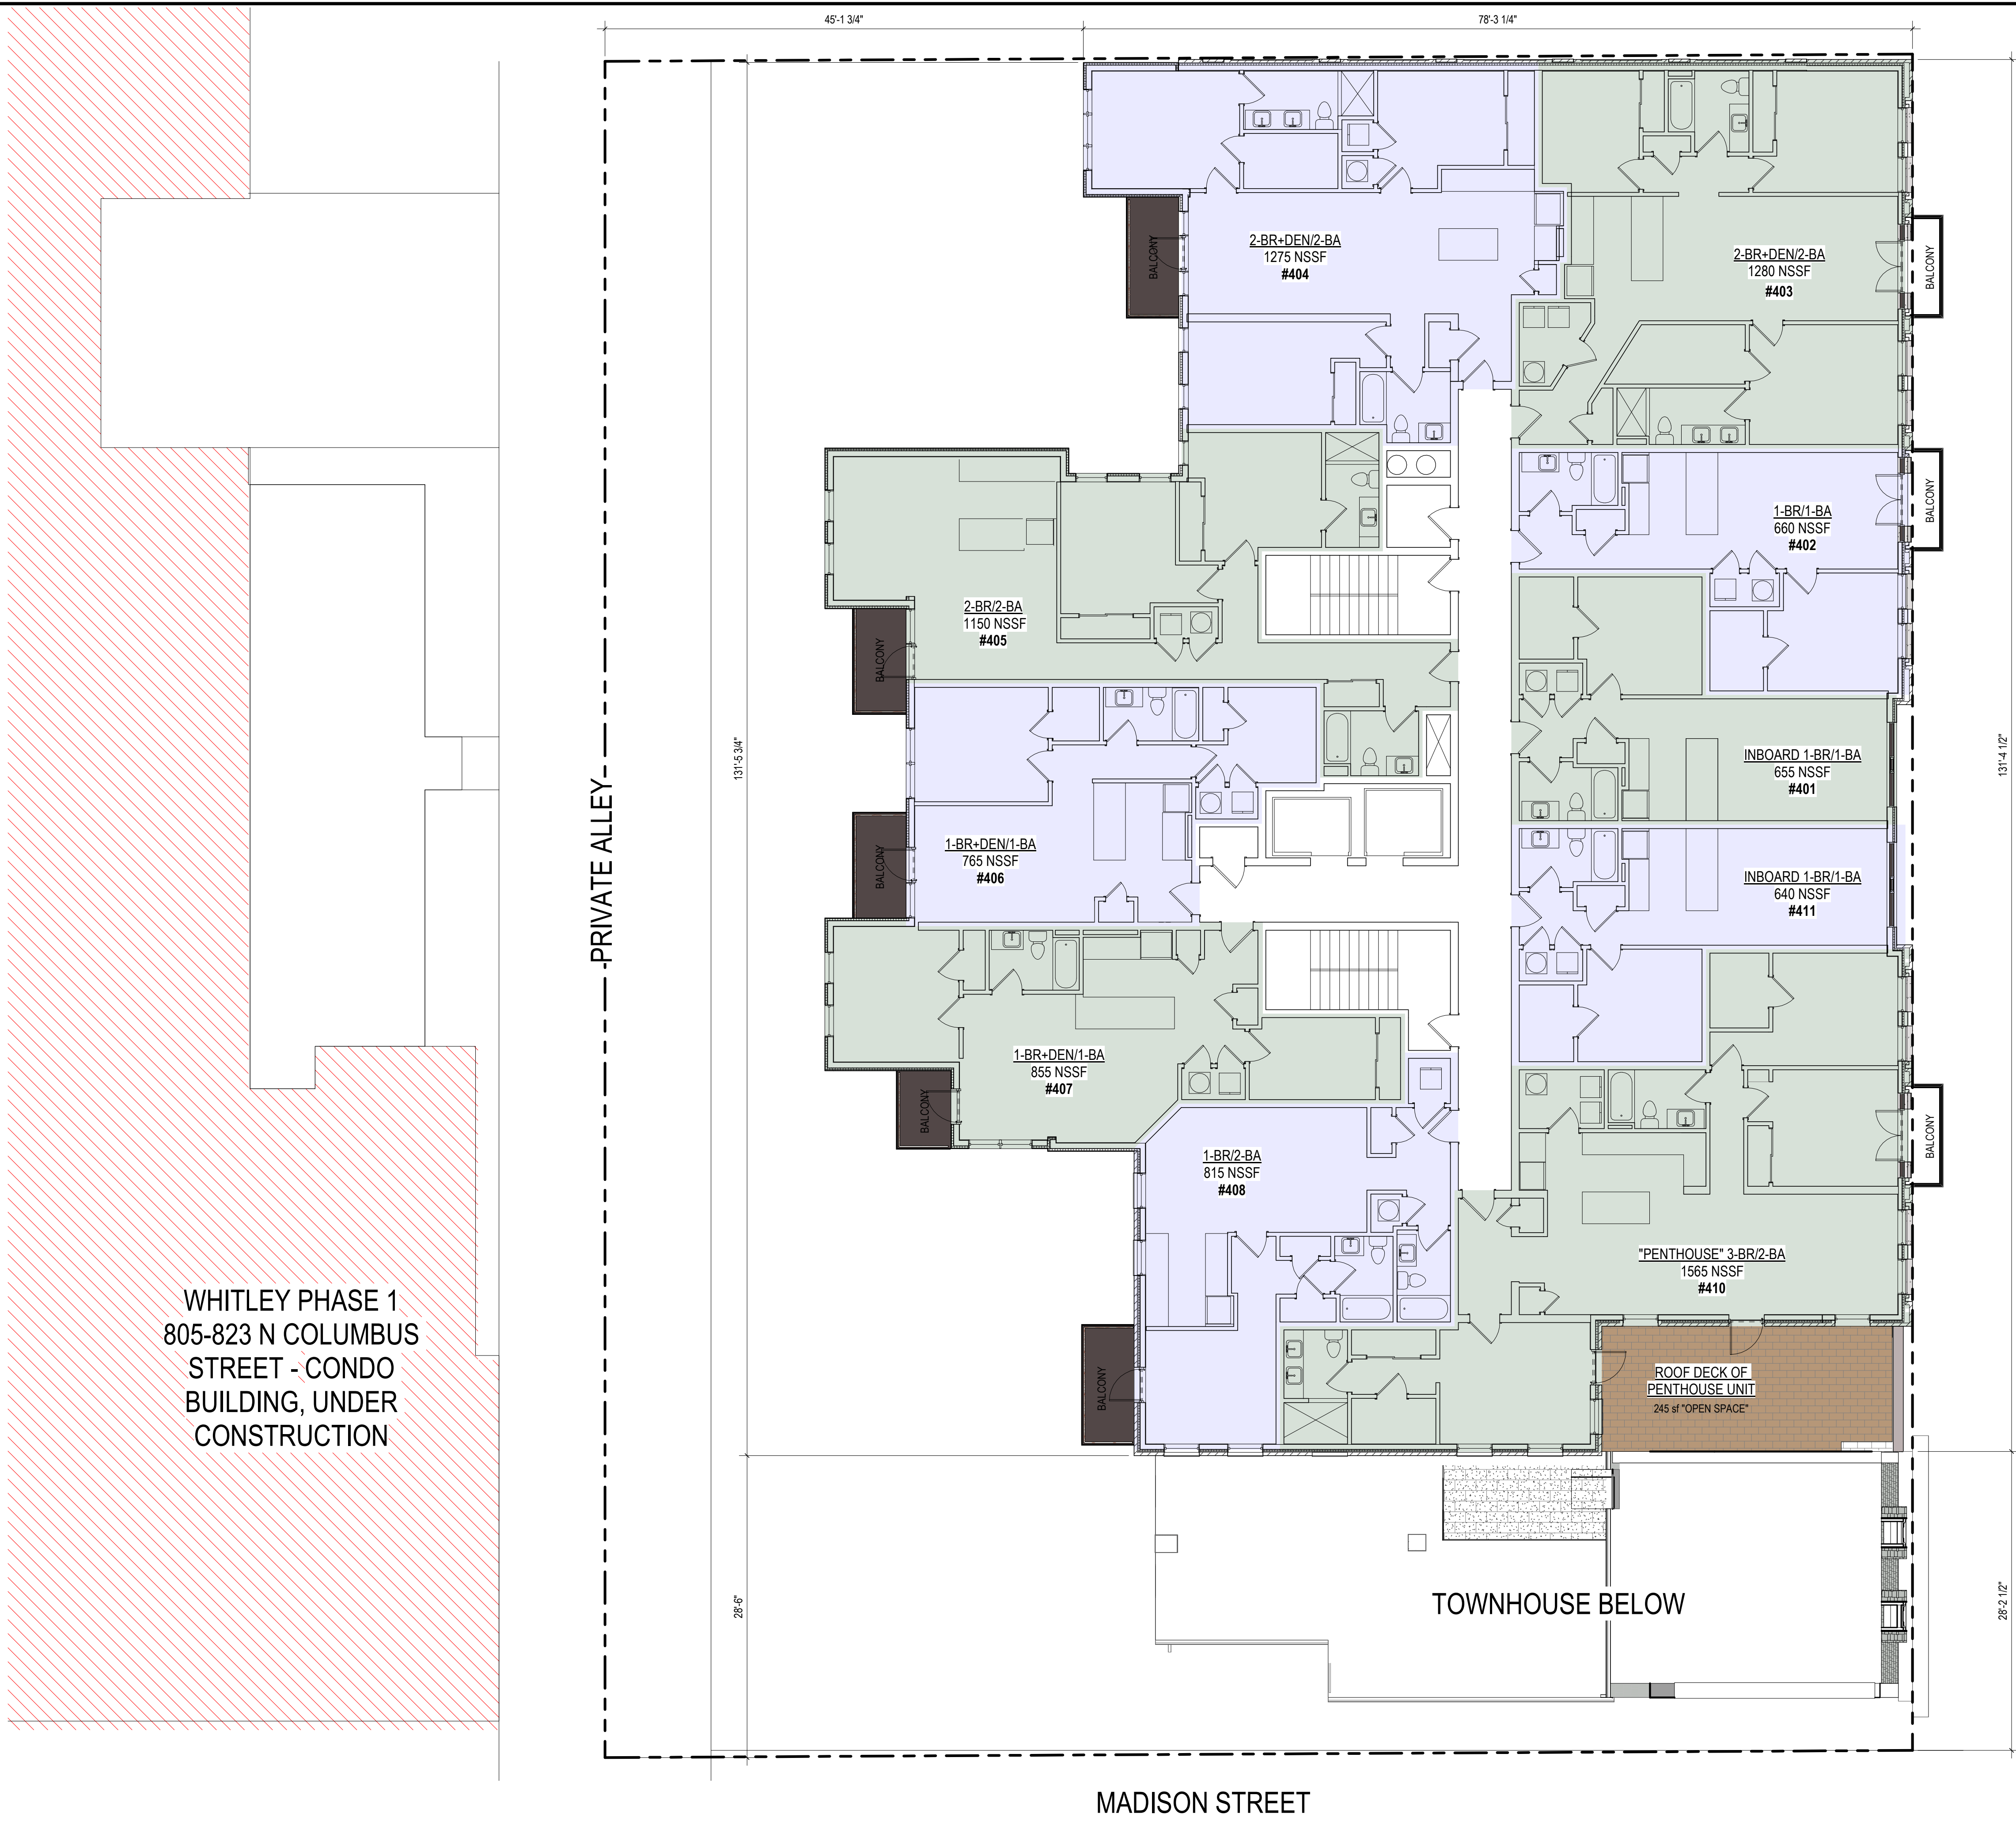 45'-1 3/4"
78'-3 1/4"
2-BR+DEN/2-BA
1275 NSSF
#404
BALCONY
2-BR+DEN/2-BA
1280 NSSF
#403
BALCONY
1-BR/1-BA
660 NSSF
#402
BALCONY
2-BR/2-BA
1150 NSSF
#405
BALCONY
131'-5 3/4"
131'-4 1/2"
PRIVATE ALLEY
INBOARD 1-BR/1-BA
655 NSSF
#401
1-BR+DEN/1-BA
765 NSSF
#406
BALCONY
INBOARD 1-BR/1-BA
640 NSSF
#411
1-BR+DEN/1-BA
855 NSSF
#407
BALCONY
BALCONY
1-BR/2-BA
815 NSSF
#408
BALCONY
"PENTHOUSE" 3-BR/2-BA
1565 NSSF
#410
WHITLEY PHASE 1
805-823 N COLUMBUS
STREET - CONDO
BUILDING, UNDER
CONSTRUCTION
ROOF DECK OF
PENTHOUSE UNIT
245 sf "OPEN SPACE"
28'-6"
28'-2 1/2"
TOWNHOUSE BELOW
MADISON STREET